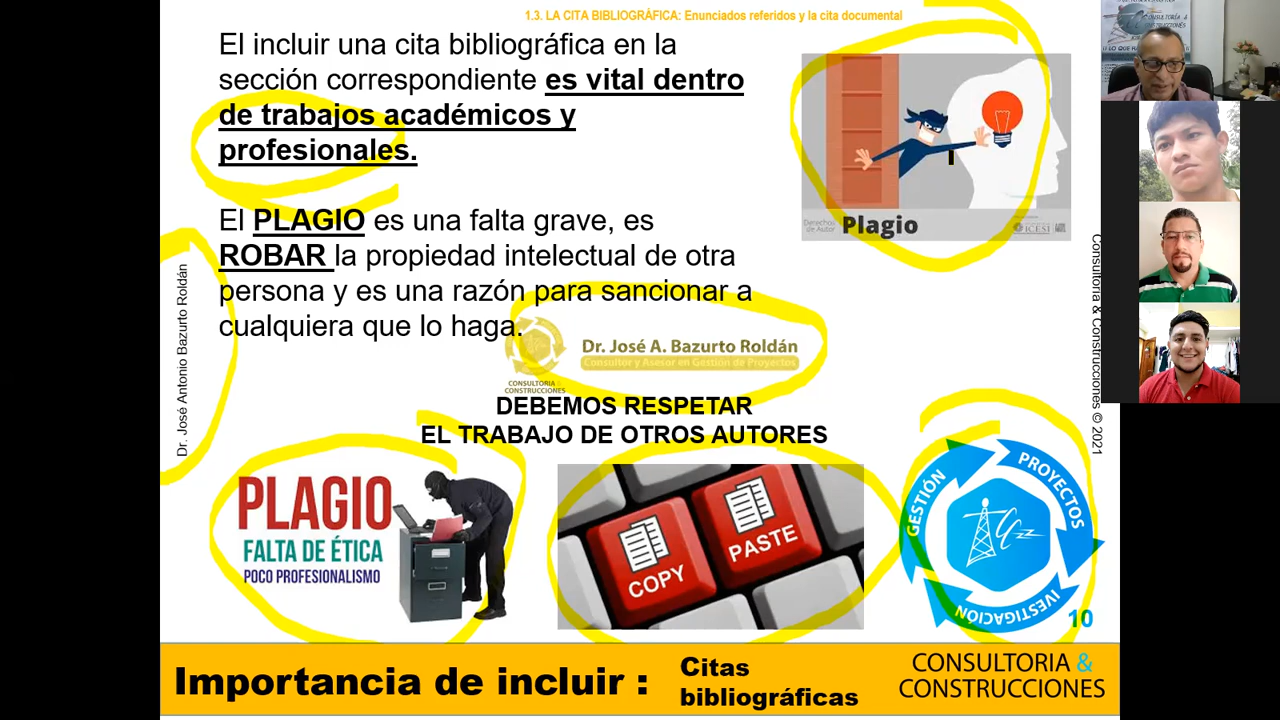 1.3. LA CITA BIBLIOGRÁFICA: Enunciados referidos y la cita documental
El incluir una cita bibliográfica en la
sección correspondiente es vital dentro
de trabajos académicos y
profesionales.
El PLAGIO es una falta grave, es
ROBAR la propiedad intelectual de otra
persona y es una razón para sancionar a
cualquiera que lo haga.
Derechos
de Autor
Plagio
ICESI
Dr. José Antonio Bazurto Roldán
Consultoría & Construcciones © 2021
Dr. José A. Bazurto Roldán
Consultor y Asesor en Gestión de Proyectos
CONSULTORIA &
CONSTRUCCIONES
DEBEMOS RESPETAR
EL TRABAJO DE OTROS AUTORES
PLAGIO
FALTA DE ÉTICA
POCO PROFESIONALISMO
COPY
PASTE
GESTIÓN
PROYECTOS
IVESTIGACIÓN
10
Importancia de incluir :
Citas
bibliográficas
CONSULTORIA &
CONSTRUCCIONES